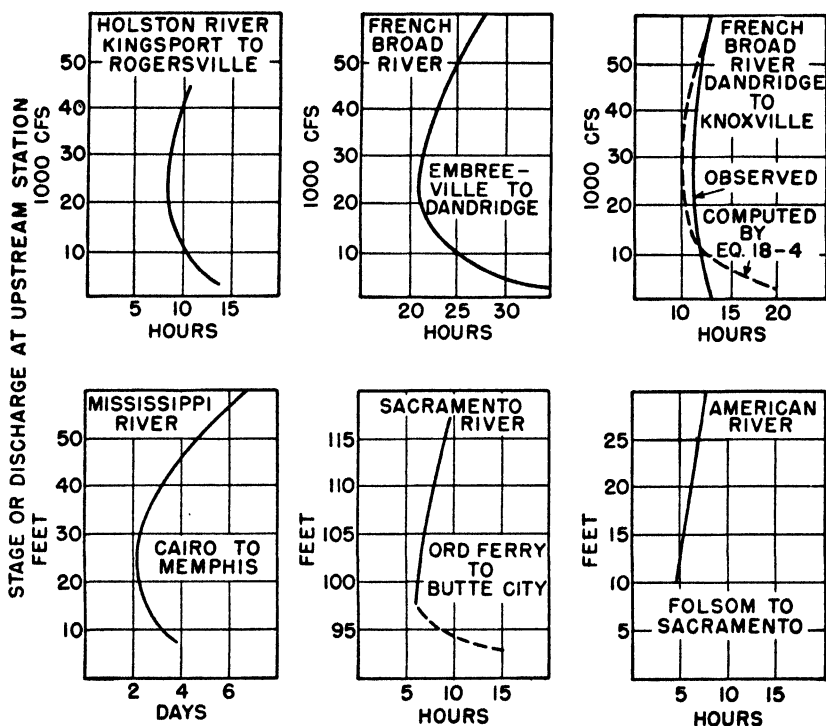 STAGE OR DISCHARGE AT UPSTREAM STATION
HOLSTON RIVER
KINGSPORT TO
ROGERSVILLE
1000 CFS
50
40
30
20
10
5 10 15
HOURS
FRENCH
BROAD
RIVER
EMBREE-
VILLE TO
DANDRIDGE
1000 CFS
50
40
30
20
10
20 25 30
HOURS
FRENCH
BROAD
RIVER
DANDRIDGE
TO
KNOXVILLE
OBSERVED
COMPUTED
BY
EQ. 18-4
1000 CFS
50
40
30
20
10
10 15 20
HOURS
MISSISSIPPI
RIVER
CAIRO TO
MEMPHIS
FEET
50
40
30
20
10
2 4 6
DAYS
SACRAMENTO
RIVER
ORD FERRY
TO
BUTTE CITY
FEET
115
110
105
100
95
5 10 15
HOURS
AMERICAN
RIVER
FOLSOM TO
SACRAMENTO
FEET
25
20
15
10
5
5 10 15
HOURS